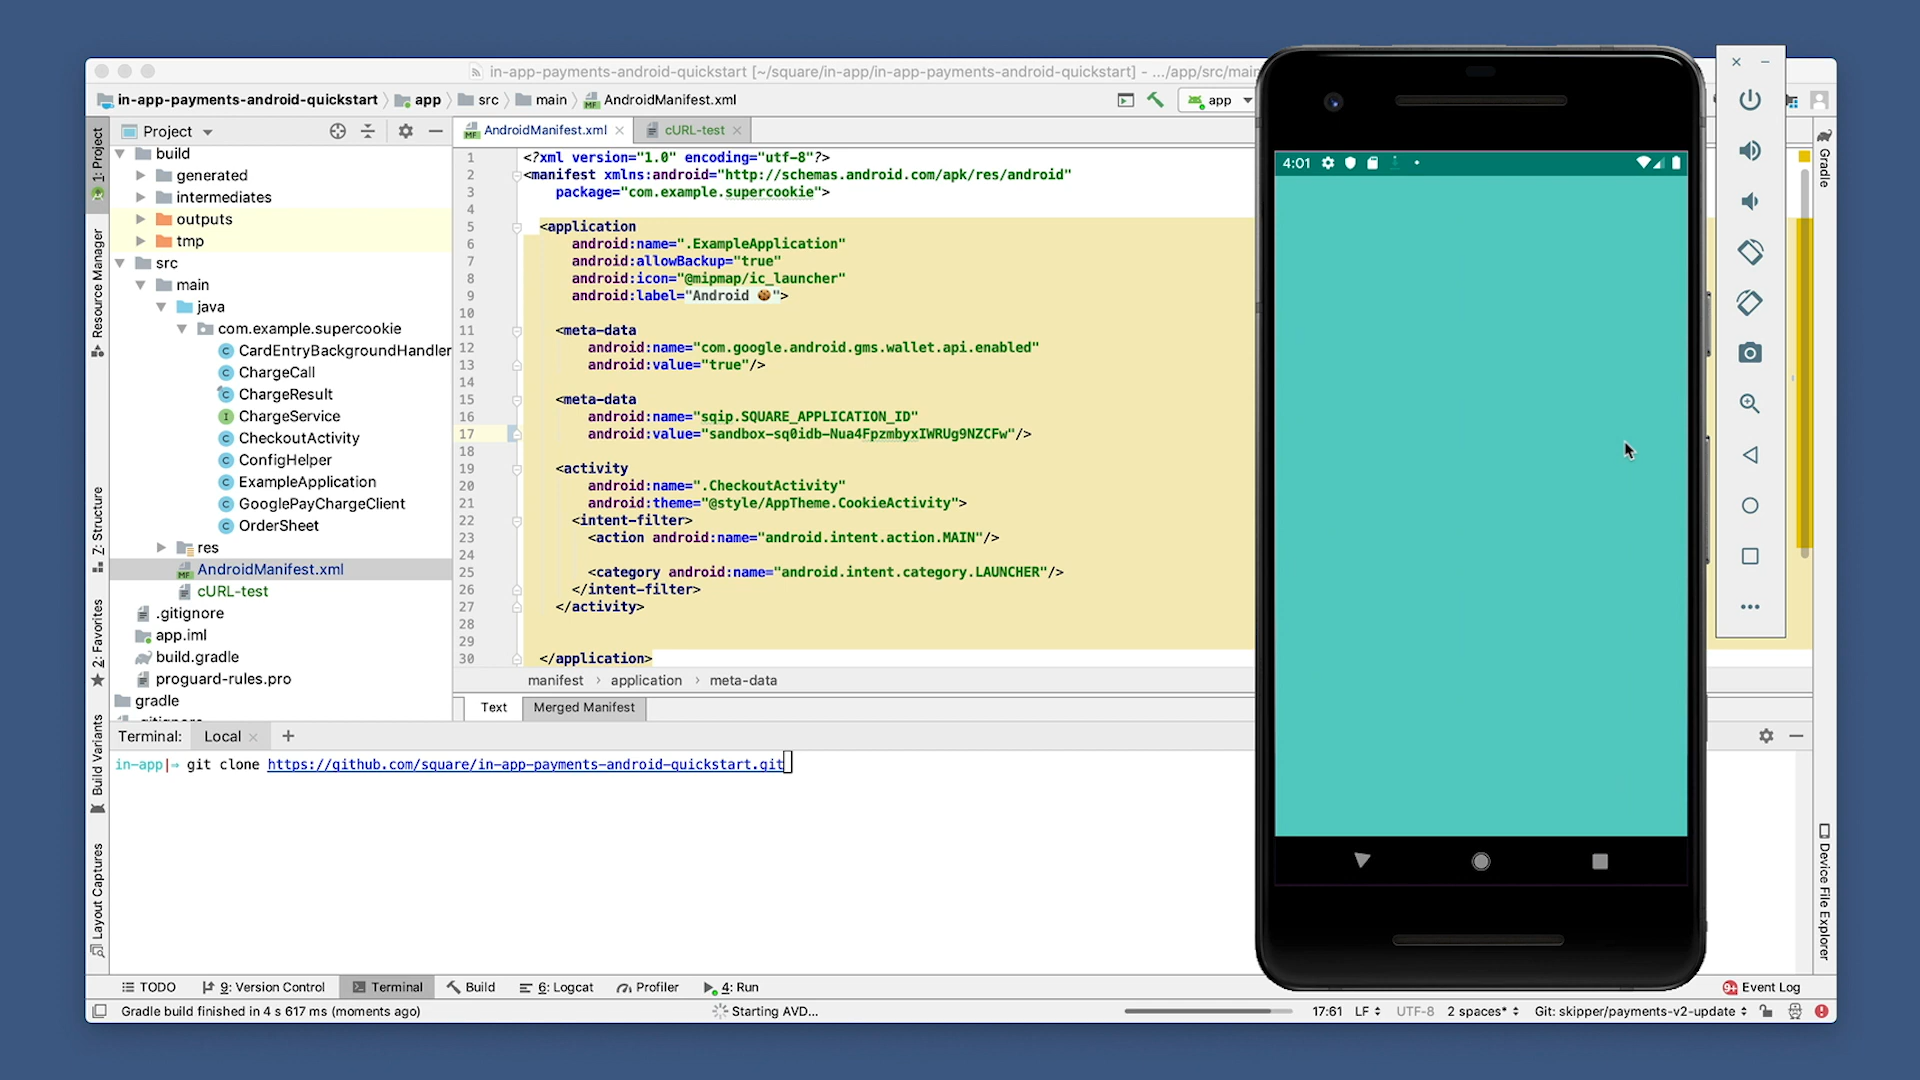 in-app-payments-android-quickstart [~/square/in-app/in-app-payments-android-quickstart] - .../app/src/main
in-app-payments-android-quickstart app src main AndroidManifest.xml
app
Project
AndroidManifest.xml
cURL-test
build
generated
intermediates
outputs
tmp
src
main
java
com.example.supercookie
CardEntryBackgroundHandler
ChargeCall
ChargeResult
ChargeService
CheckoutActivity
ConfigHelper
ExampleApplication
GooglePayChargeClient
OrderSheet
res
AndroidManifest.xml
cURL-test
.gitignore
app.iml
build.gradle
proguard-rules.pro
gradle
.gitignore
1: Project
Resource Manager
Z: Structure
2: Favorites
Build Variants
Layout Captures
1 <?xml version="1.0" encoding="utf-8"?>
2 <manifest xmlns:android="http://schemas.android.com/apk/res/android"
3 package="com.example.supercookie">
4
5 <application
6 android:name=".ExampleApplication"
7 android:allowBackup="true"
8 android:icon="@mipmap/ic_launcher"
9 android:label="Android 🍪">
10
11 <meta-data
12 android:name="com.google.android.gms.wallet.api.enabled"
13 android:value="true"/>
14
15 <meta-data
16 android:name="sqip.SQUARE_APPLICATION_ID"
17 android:value="sandbox-sq0idb-Nua4FpzmbyxIWRUg9NZCFw"/>
18
19 <activity
20 android:name=".CheckoutActivity"
21 android:theme="@style/AppTheme.CookieActivity">
22 <intent-filter>
23 <action android:name="android.intent.action.MAIN"/>
24
25 <category android:name="android.intent.category.LAUNCHER"/>
26 </intent-filter>
27 </activity>
28
29
30 </application>
manifest › application › meta-data
Text Merged Manifest
4:01
Gradle
Device File Explorer
Terminal: Local +
in-app|⇒ git clone https://github.com/square/in-app-payments-android-quickstart.git
TODO 9: Version Control Terminal Build 6: Logcat Profiler 4: Run
9+ Event Log
Gradle build finished in 4 s 617 ms (moments ago)
Starting AVD...
17:61 LF UTF-8 2 spaces* Git: skipper/payments-v2-update